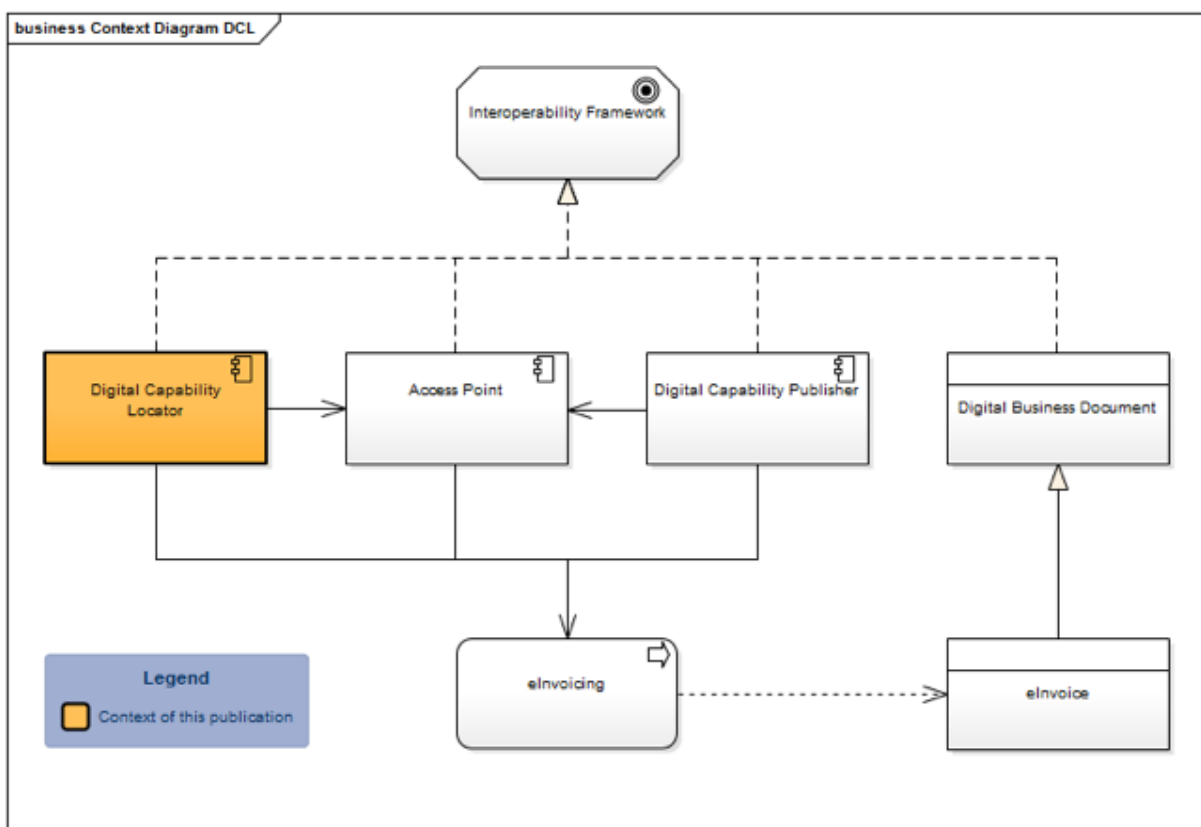 business Context Diagram DCL
Interoperability Framework
Digital Capability
Locator
Access Point
Digital Capability Publisher
Digital Business Document
eInvoicing
eInvoice
Legend
Context of this publication